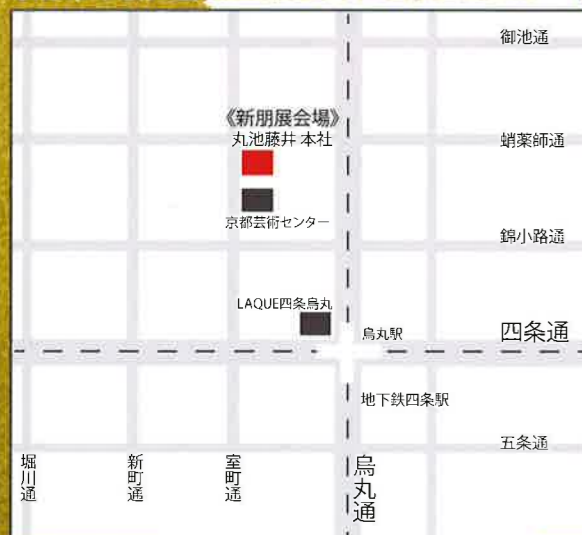 御池通
《新朋展会場》
丸池藤井 本社
蛸薬師通
京都芸術センター
錦小路通
LAQUE四条烏丸
烏丸駅
四条通
地下鉄四条駅
五条通
堀川通
新町通
室町通
烏丸通